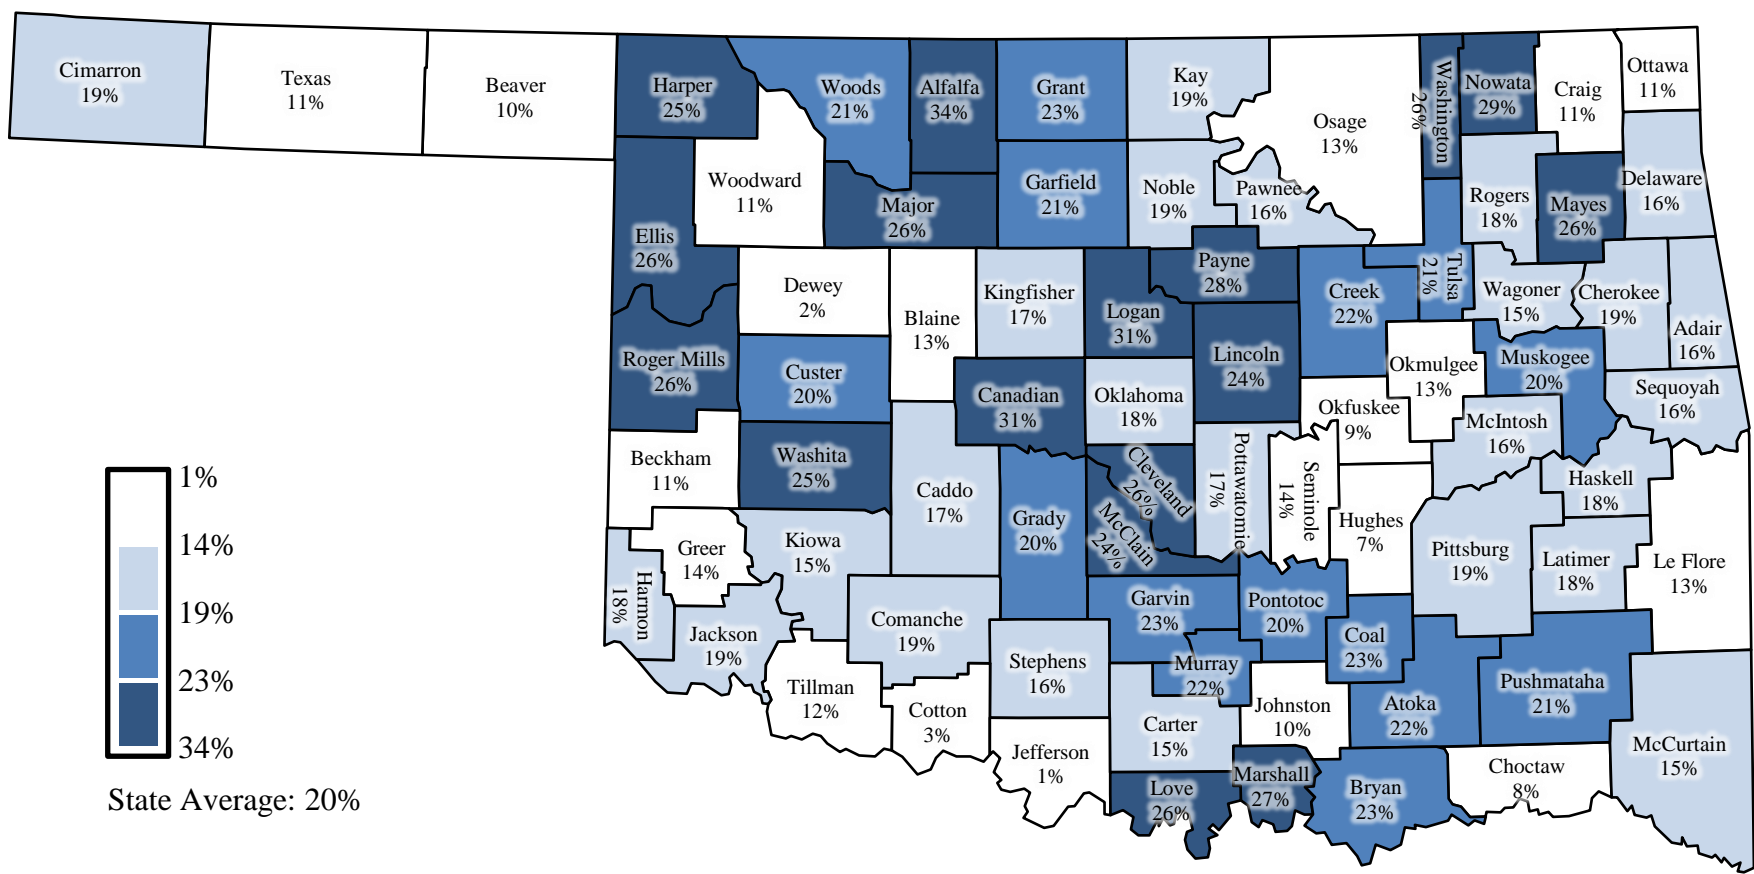 Cimarron
19%
Texas
11%
Beaver
10%
Harper
25%
Woods
21%
Alfalfa
34%
Grant
23%
Kay
19%
Osage
13%
Washington
26%
Nowata
29%
Craig
11%
Ottawa
11%
Woodward
11%
Major
26%
Garfield
21%
Noble
19%
Pawnee
16%
Rogers
18%
Mayes
26%
Delaware
16%
Ellis
26%
Dewey
2%
Blaine
13%
Kingfisher
17%
Logan
31%
Payne
28%
Creek
22%
Tulsa
21%
Wagoner
15%
Cherokee
19%
Adair
16%
Roger Mills
26%
Custer
20%
Canadian
31%
Oklahoma
18%
Lincoln
24%
Okmulgee
13%
Muskogee
20%
Sequoyah
16%
Okfuskee
9%
McIntosh
16%
Beckham
11%
Washita
25%
Caddo
17%
Grady
20%
Cleveland
26%
McClain
24%
Pottawatomie
17%
Seminole
14%
Hughes
7%
Haskell
18%
Pittsburg
19%
Latimer
18%
Le Flore
13%
Greer
14%
Kiowa
15%
Harmon
18%
Jackson
19%
Comanche
19%
Stephens
16%
Garvin
23%
Pontotoc
20%
Coal
23%
Murray
22%
Tillman
12%
Cotton
3%
Carter
15%
Johnston
10%
Atoka
22%
Pushmataha
21%
McCurtain
15%
Jefferson
1%
Love
26%
Marshall
27%
Bryan
23%
Choctaw
8%
1%
14%
19%
23%
34%
State Average: 20%